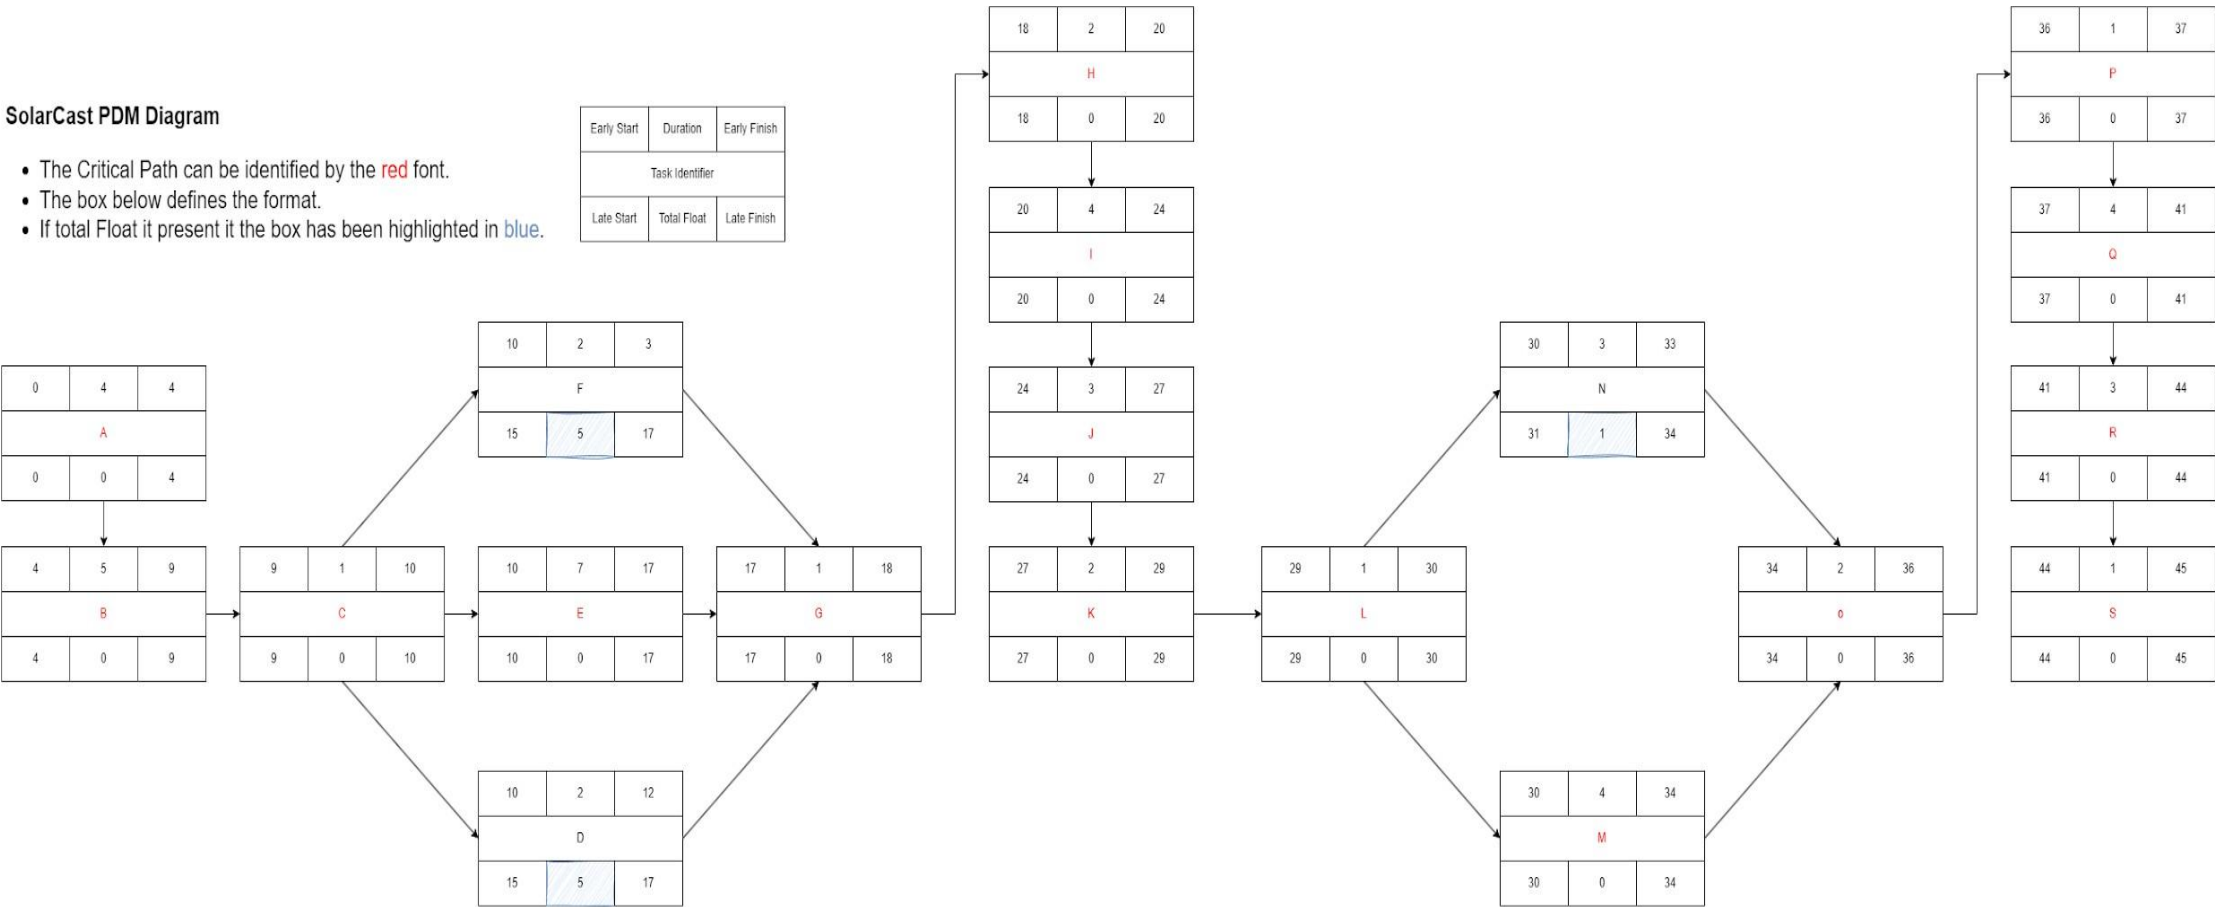 SolarCast PDM Diagram
• The Critical Path can be identified by the red font.
• The box below defines the format.
• If total Float it present it the box has been highlighted in blue.
Early Start Duration Early Finish
Task Identifier
Late Start Total Float Late Finish
0 4 4
A
0 0 4
4 5 9
B
4 0 9
9 1 10
C
9 0 10
10 2 3
F
15 5 17
10 7 17
E
10 0 17
10 2 12
D
15 5 17
17 1 18
G
17 0 18
18 2 20
H
18 0 20
20 4 24
I
20 0 24
24 3 27
J
24 0 27
27 2 29
K
27 0 29
29 1 30
L
29 0 30
30 3 33
N
31 1 34
30 4 34
M
30 0 34
34 2 36
o
34 0 36
36 1 37
P
36 0 37
37 4 41
Q
37 0 41
41 3 44
R
41 0 44
44 1 45
S
44 0 45